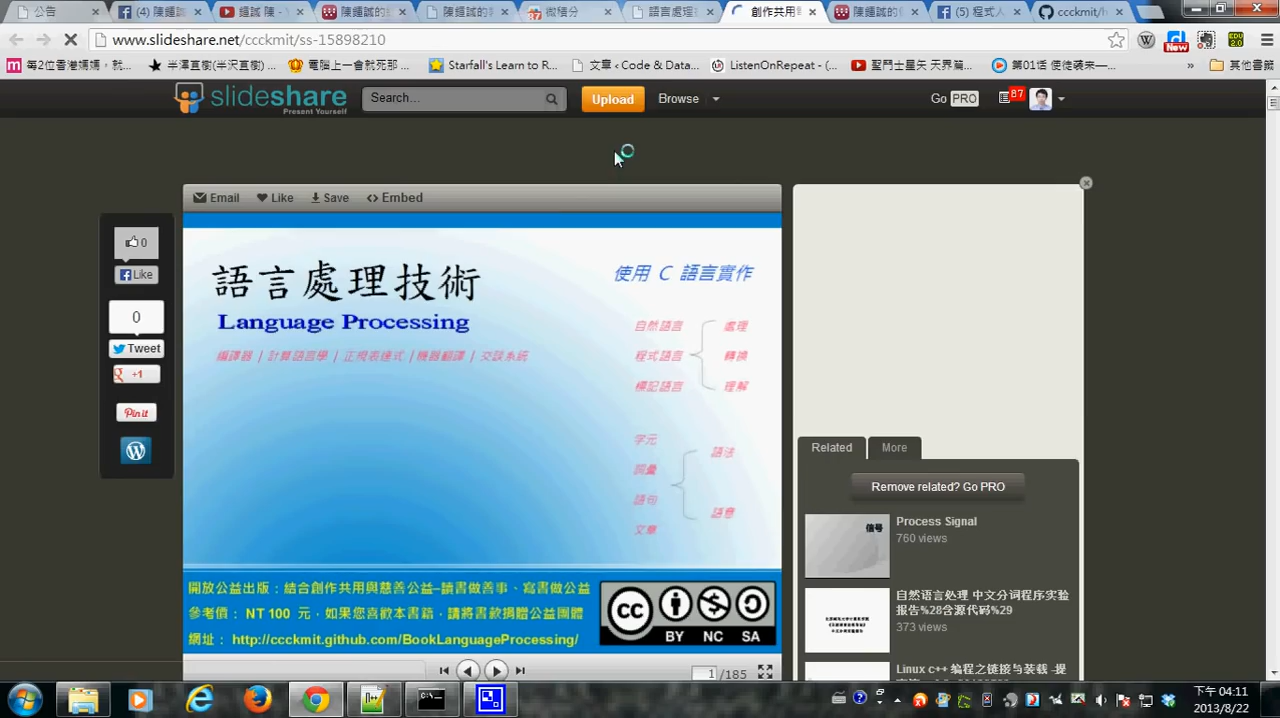 公告
(4) 陳鍾誠
鍾誠 陳 - Y
陳鍾誠的
陳鍾誠的
微積分
語言處理
創作共用
陳鍾誠的
(5) 程式人
ccckmit/
www.slideshare.net/ccckmit/ss-15898210
每2位香港媽媽，就...
半澤直樹(半沢直樹)...
電腦上一會就死那...
Starfall's Learn to R...
文章 ‹ Code & Data...
ListenOnRepeat - (...
聖鬥士星矢 天界篇...
第01话 使徒袭来—...
»
其他書籤
slideshare
Present Yourself
Search...
Upload
Browse
Go PRO
87
Email
Like
Save
Embed
語言處理技術
Language Processing
編譯器 | 計算語言學 | 正規表達式 | 機器翻譯 | 交談系統
使用 C 語言實作
自然語言
程式語言
標記語言
處理
轉換
理解
字元
詞彙
語句
文章
語法
語意
開放公益出版：結合創作共用與慈善公益–讀書做善事、寫書做公益
參考價： NT 100 元，如果您喜歡本書籍，請將書款捐贈公益團體
網址： http://ccckmit.github.com/BookLanguageProcessing/
cc
BY NC SA
1 /185
0
Like
0
Tweet
+1
Pin it
Related
More
Remove related? Go PRO
信号
Process Signal
760 views
自然语言处理 中文分词程序实验
报告%28含源代码%29
373 views
Linux c++ 编程之链接与装载 -提
下午 04:11
2013/8/22